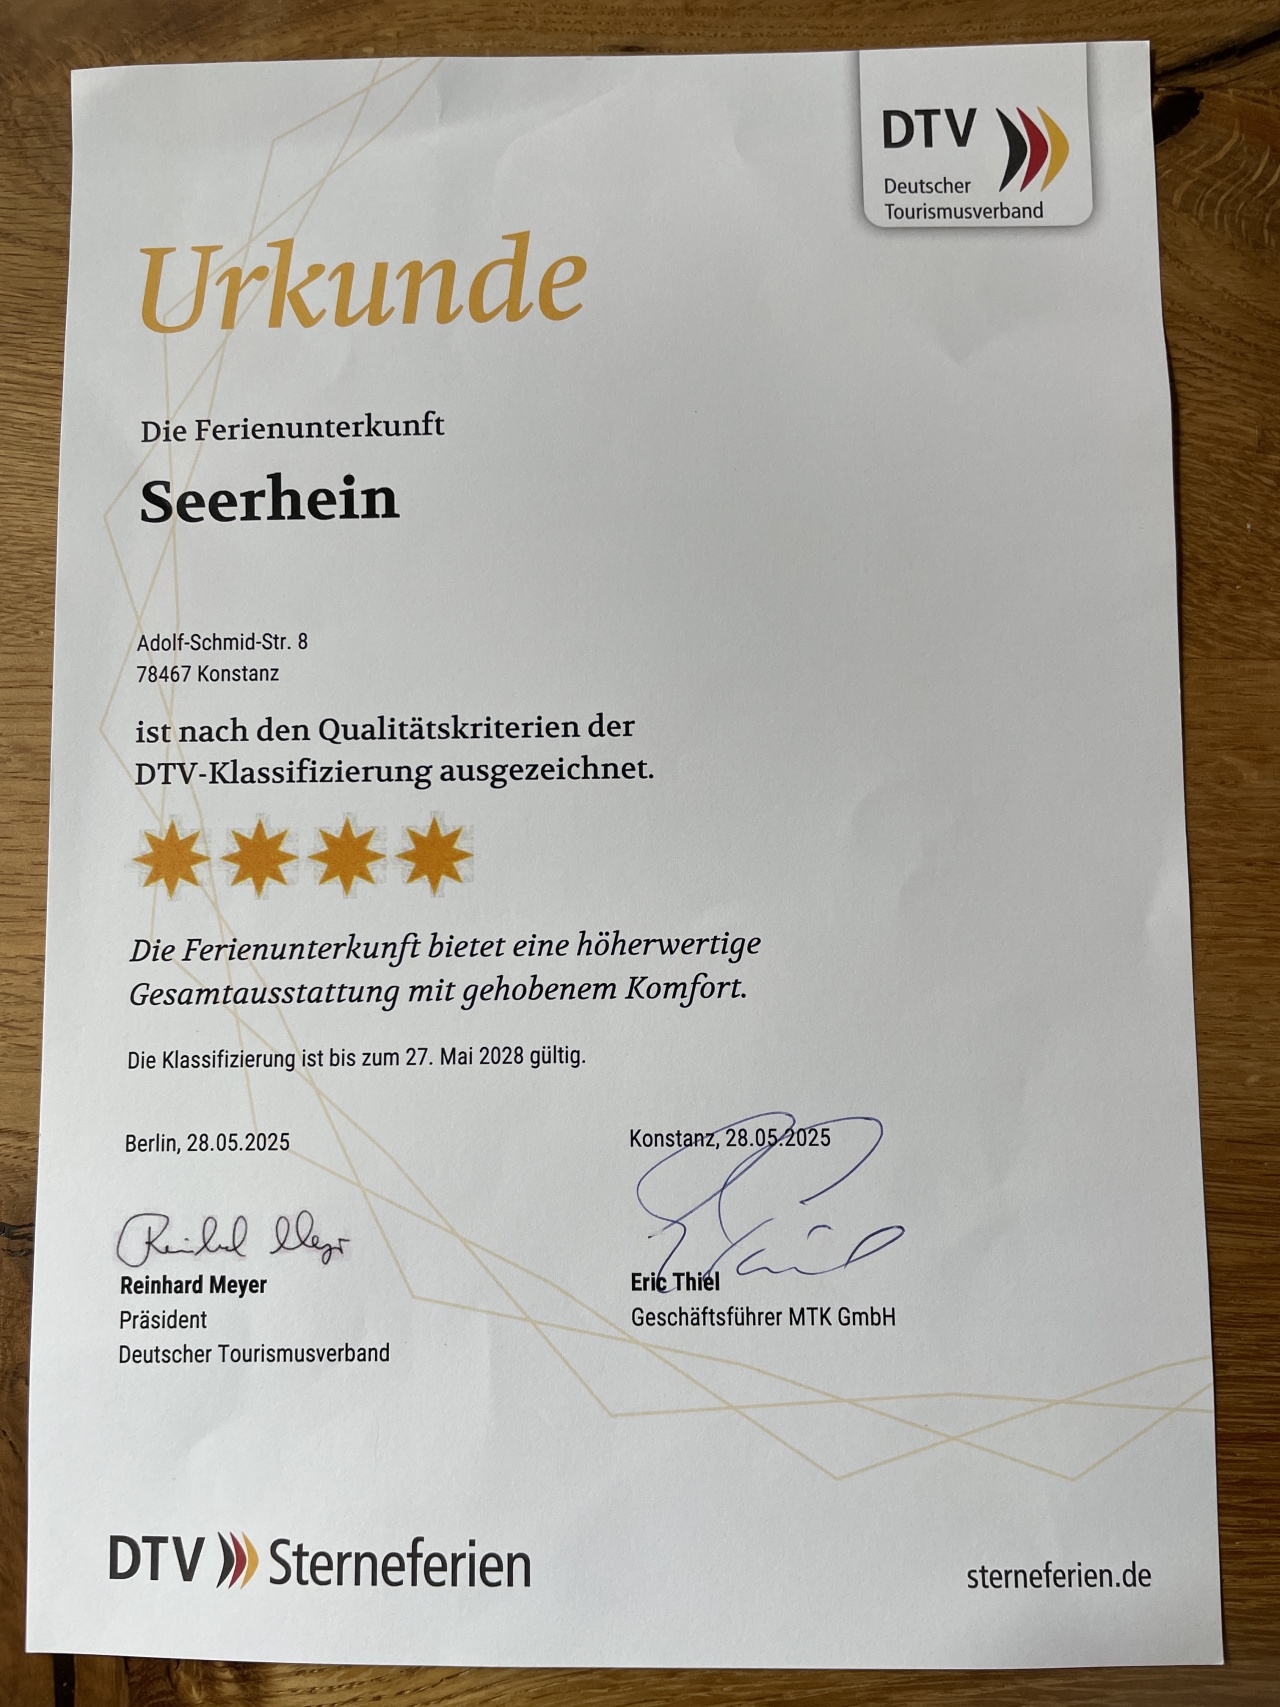 DTV
Deutscher
Tourismusverband
Urkunde
Die Ferienunterkunft
Seerhein
Adolf-Schmid-Str. 8
78467 Konstanz
ist nach den Qualitätskriterien der
DTV-Klassifizierung ausgezeichnet.
Die Ferienunterkunft bietet eine höherwertige
Gesamtausstattung mit gehobenem Komfort.
Die Klassifizierung ist bis zum 27. Mai 2028 gültig.
Berlin, 28.05.2025
Konstanz, 28.05.2025
Reinhard Meyer
Reinhard Meyer
Präsident
Deutscher Tourismusverband
Eric Thiel
Geschäftsführer MTK GmbH
DTV Sterneferien
sterneferien.de